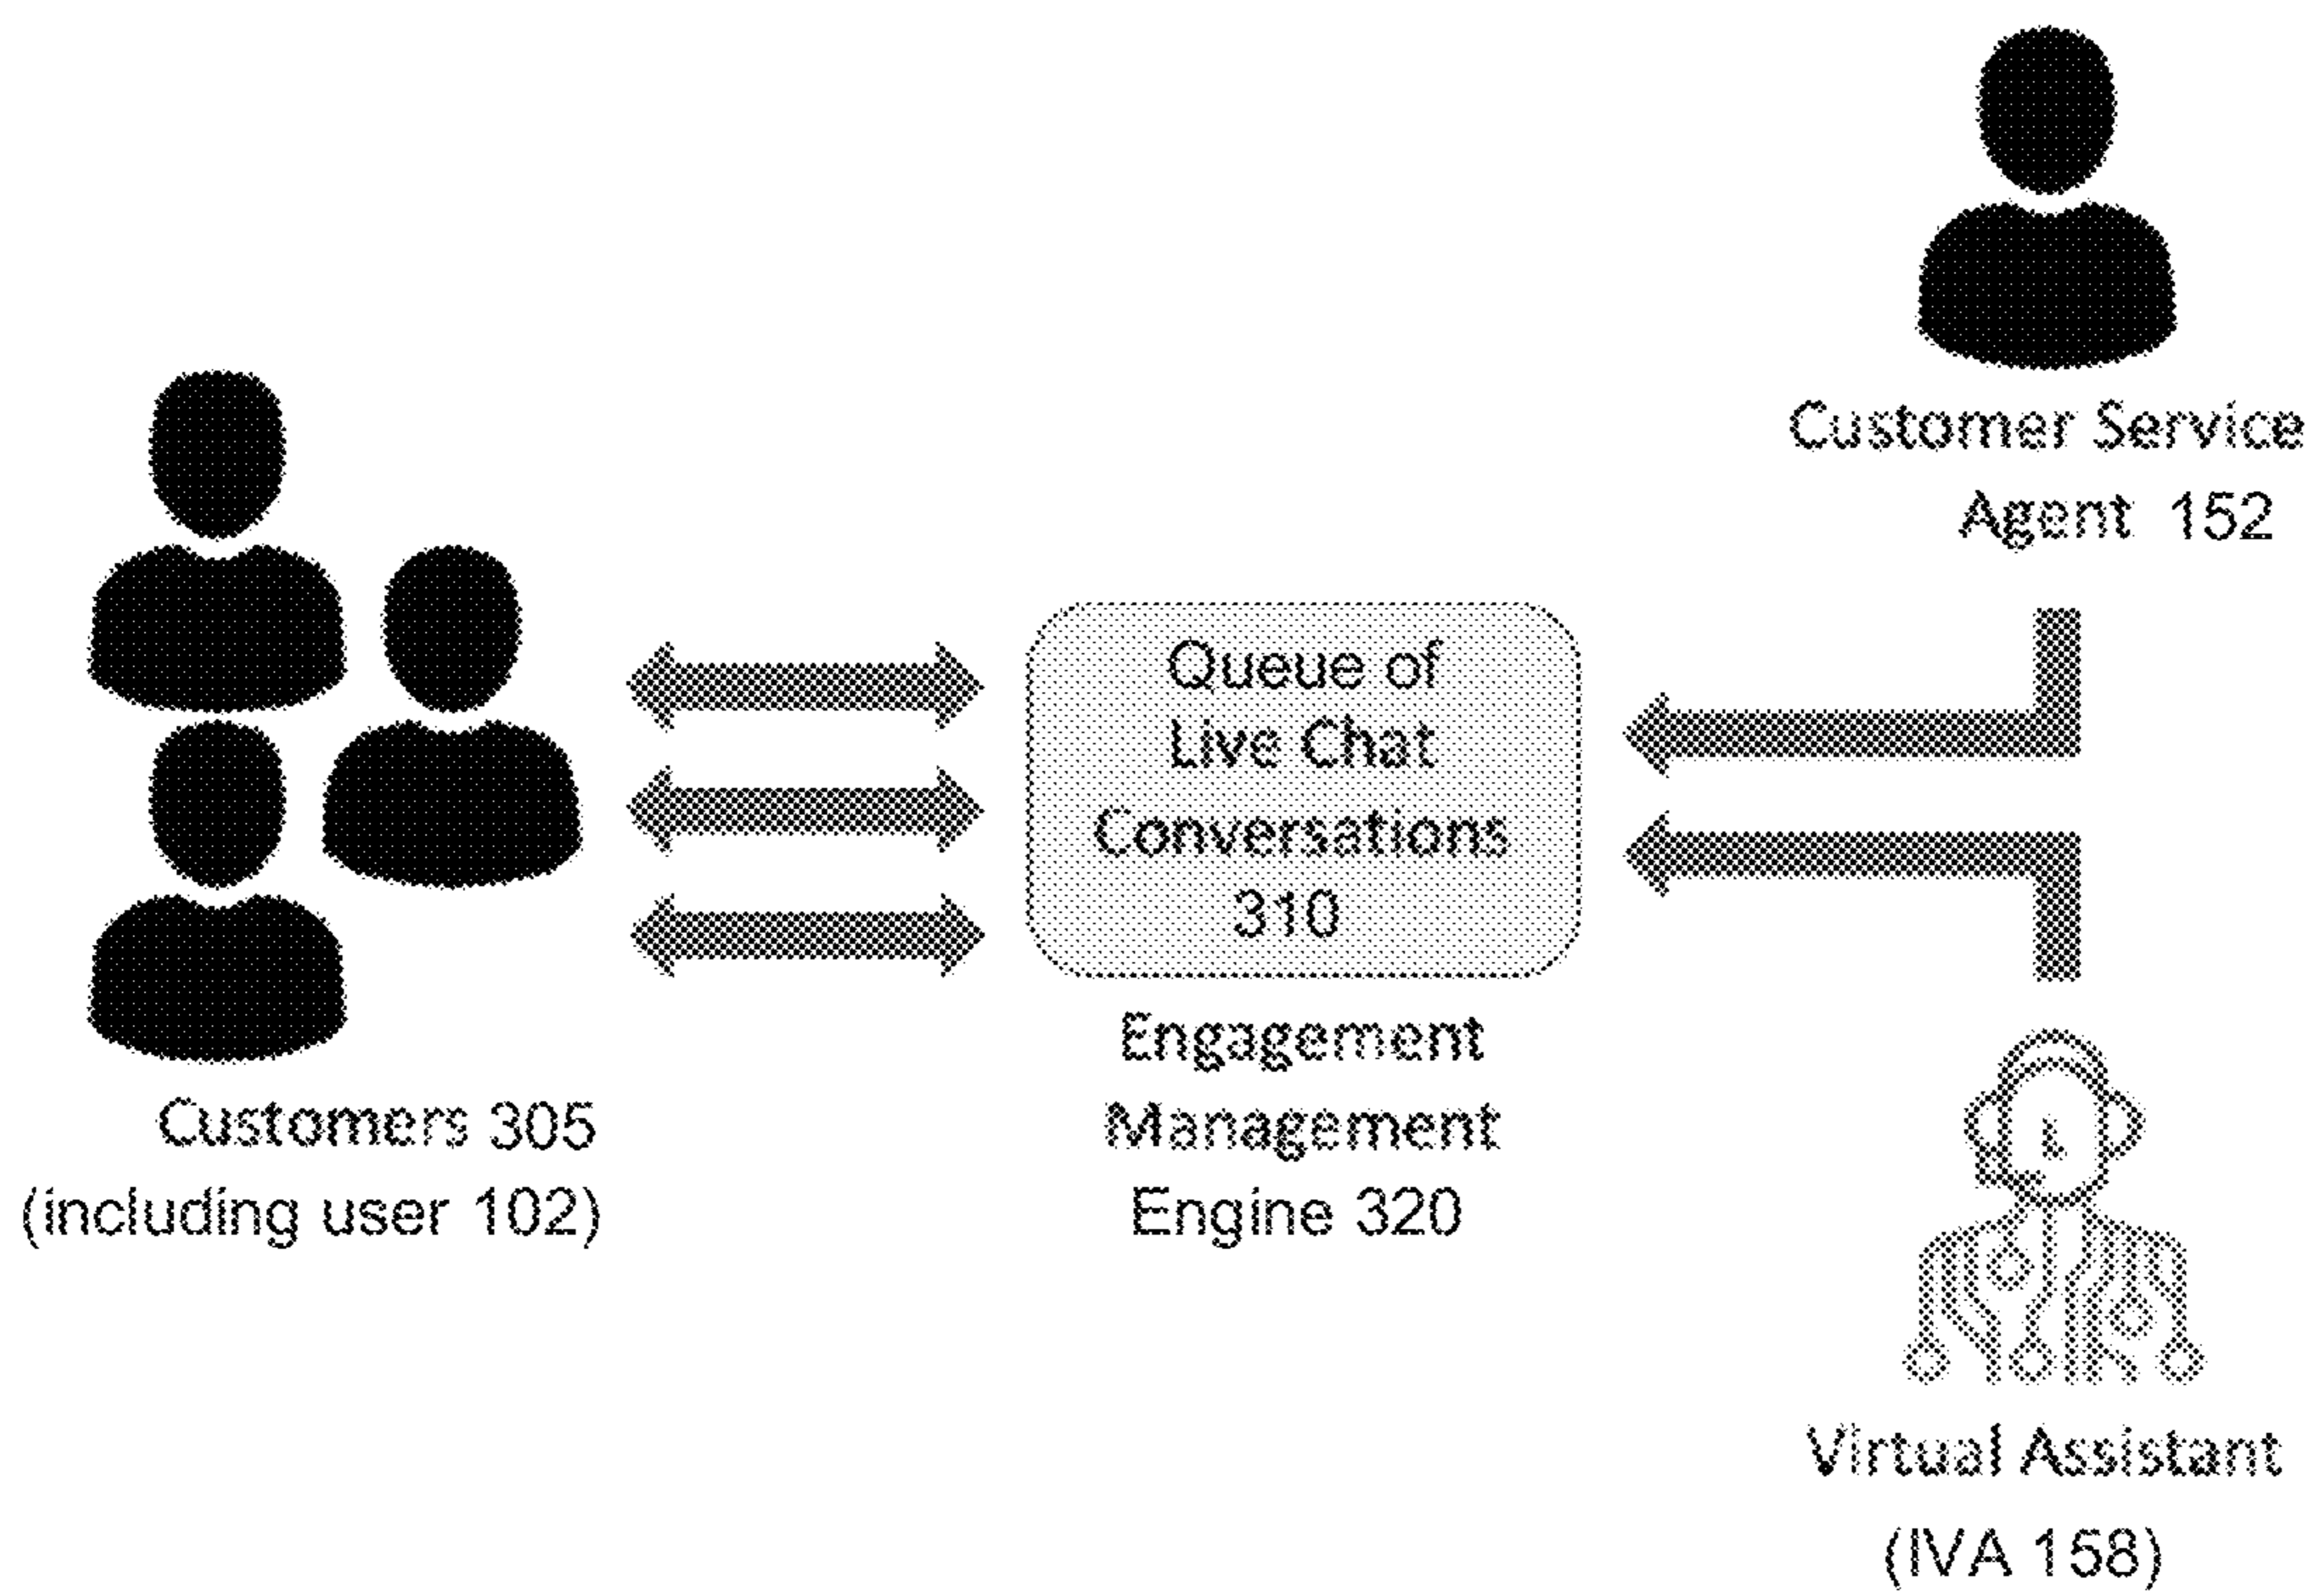 Customer Service
Agent 152
Queue of
Live Chat
Conversations
310
Engagement
Management
Engine 320
Customers 305
(including user 102)
Virtual Assistant
(IVA 158)